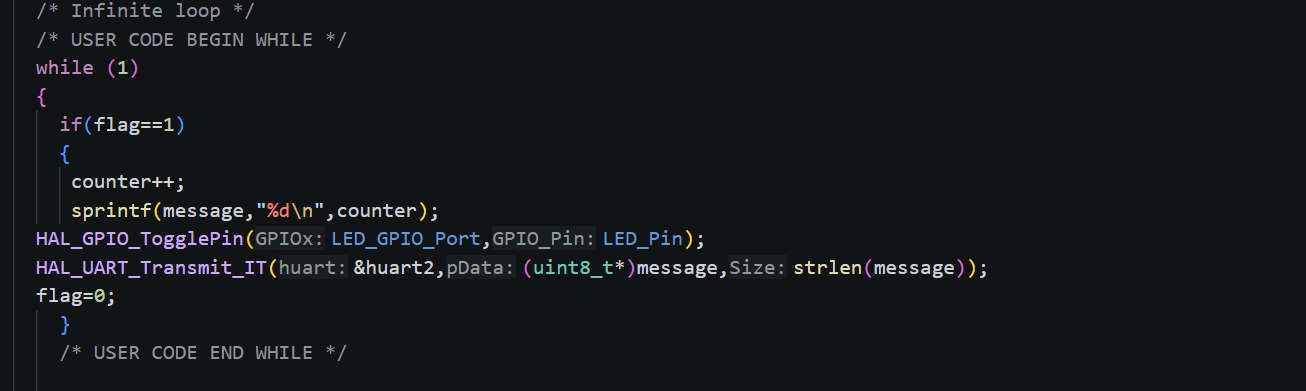 /* Infinite loop */
/* USER CODE BEGIN WHILE */
while (1)
{
if(flag==1)
{
counter++;
sprintf(message,"%d\n",counter);
HAL_GPIO_TogglePin(GPIOx: LED_GPIO_Port,GPIO_Pin: LED_Pin);
HAL_UART_Transmit_IT(huart: &huart2,pData: (uint8_t*)message,Size: strlen(message));
flag=0;
}
/* USER CODE END WHILE */